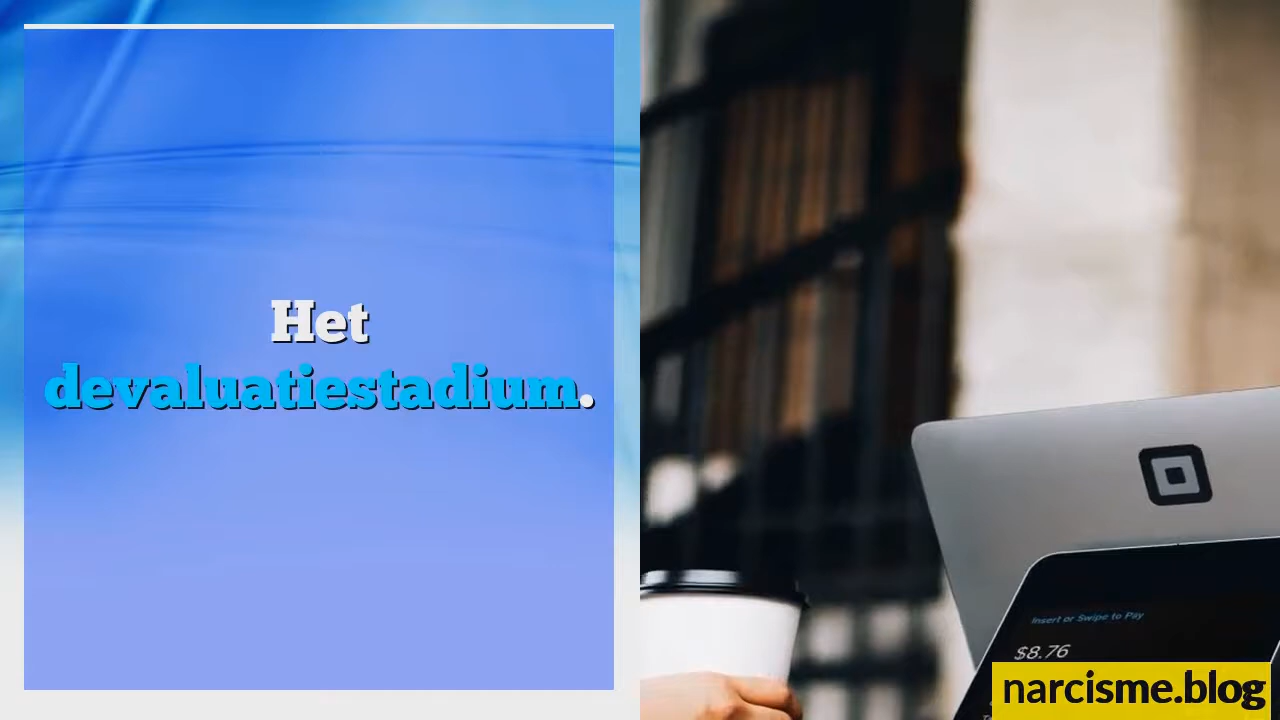 Het
devaluatiestadium.
Insert or Swipe to Pay
$8.76
narcisme.blog